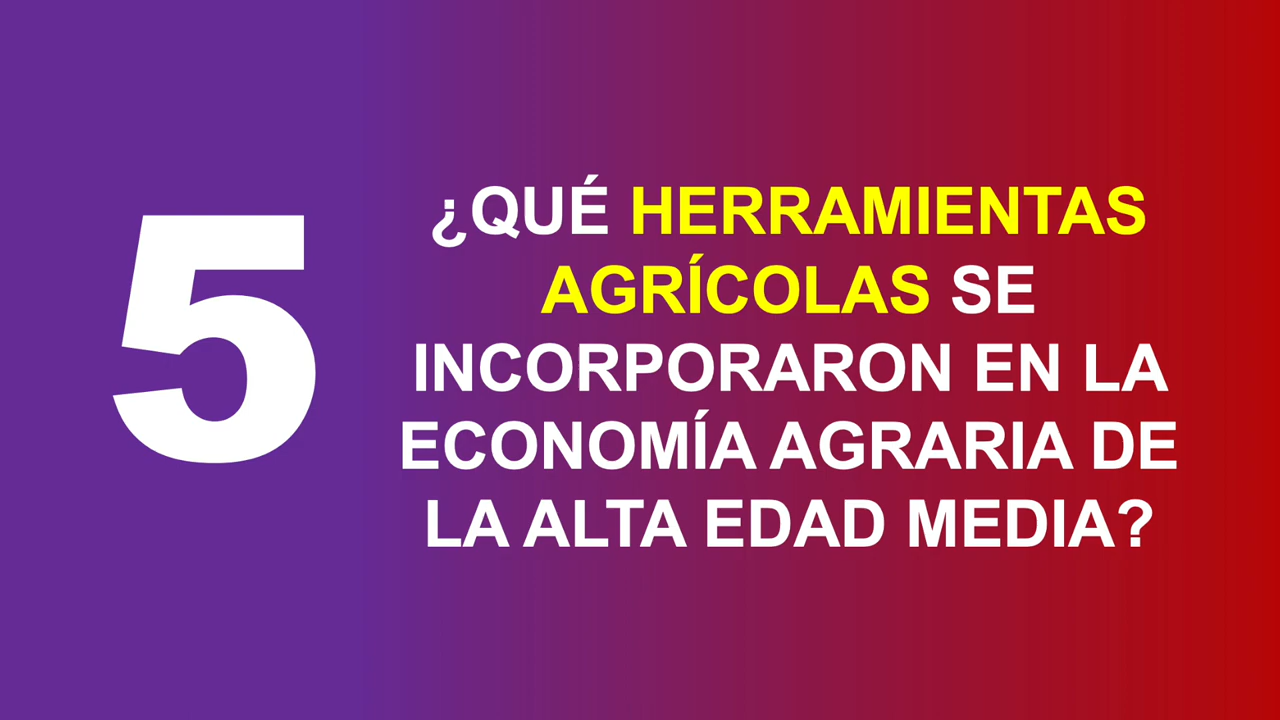 5
¿QUÉ HERRAMIENTAS
AGRÍCOLAS SE
INCORPORARON EN LA
ECONOMÍA AGRARIA DE
LA ALTA EDAD MEDIA?